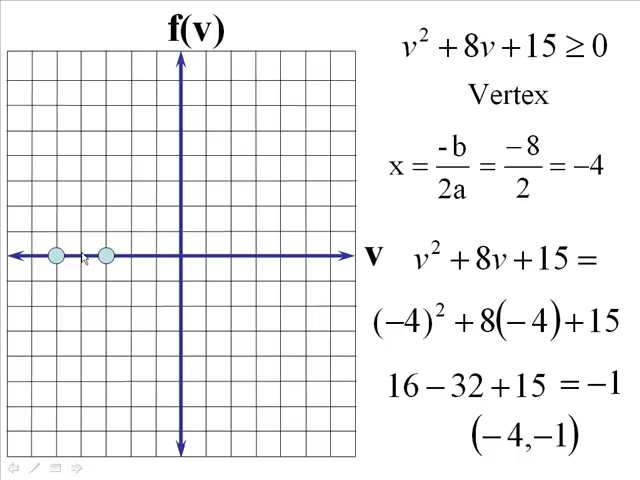 f(v)
v² + 8v + 15 ≥ 0
Vertex
x = -b/2a = −8/2 = −4
v
v² + 8v + 15 =
(−4)² + 8(−4) + 15
16 − 32 + 15 = −1
(−4,−1)